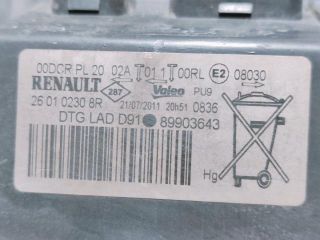 00DCR PL 20 02A T01 1T00RL E2 08030
RENAULT 287 Valeo PU9
26 01 0230 8R 21/07/2011 20h51 0836
DTG LAD D91 89903643
Hg